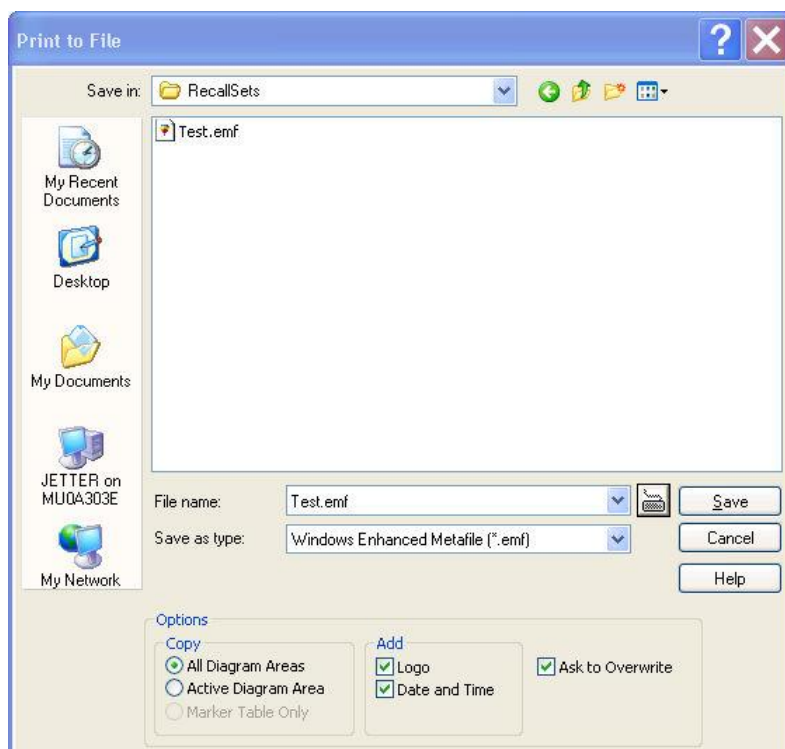 Print to File
Save in: RecallSets
Test.emf
My Recent
Documents
Desktop
My Documents
JETTER on
MU0A303E
My Network
File name: Test.emf Save
Save as type: Windows Enhanced Metafile (*.emf) Cancel
Help
Options
Copy
All Diagram Areas
Active Diagram Area
Marker Table Only
Add
Logo
Date and Time
Ask to Overwrite